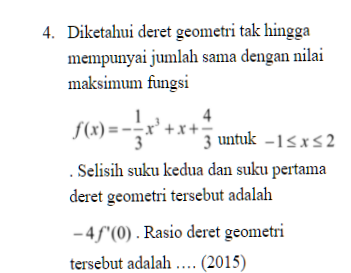 4. Diketahui deret geometri tak hingga
mempunyai jumlah sama dengan nilai
maksimum fungsi
f(x)=-\frac{1}{3}x^3+x+\frac{4}{3} untuk -1≤x≤2
. Selisih suku kedua dan suku pertama
deret geometri tersebut adalah
-4f'(0). Rasio deret geometri
tersebut adalah …. (2015)